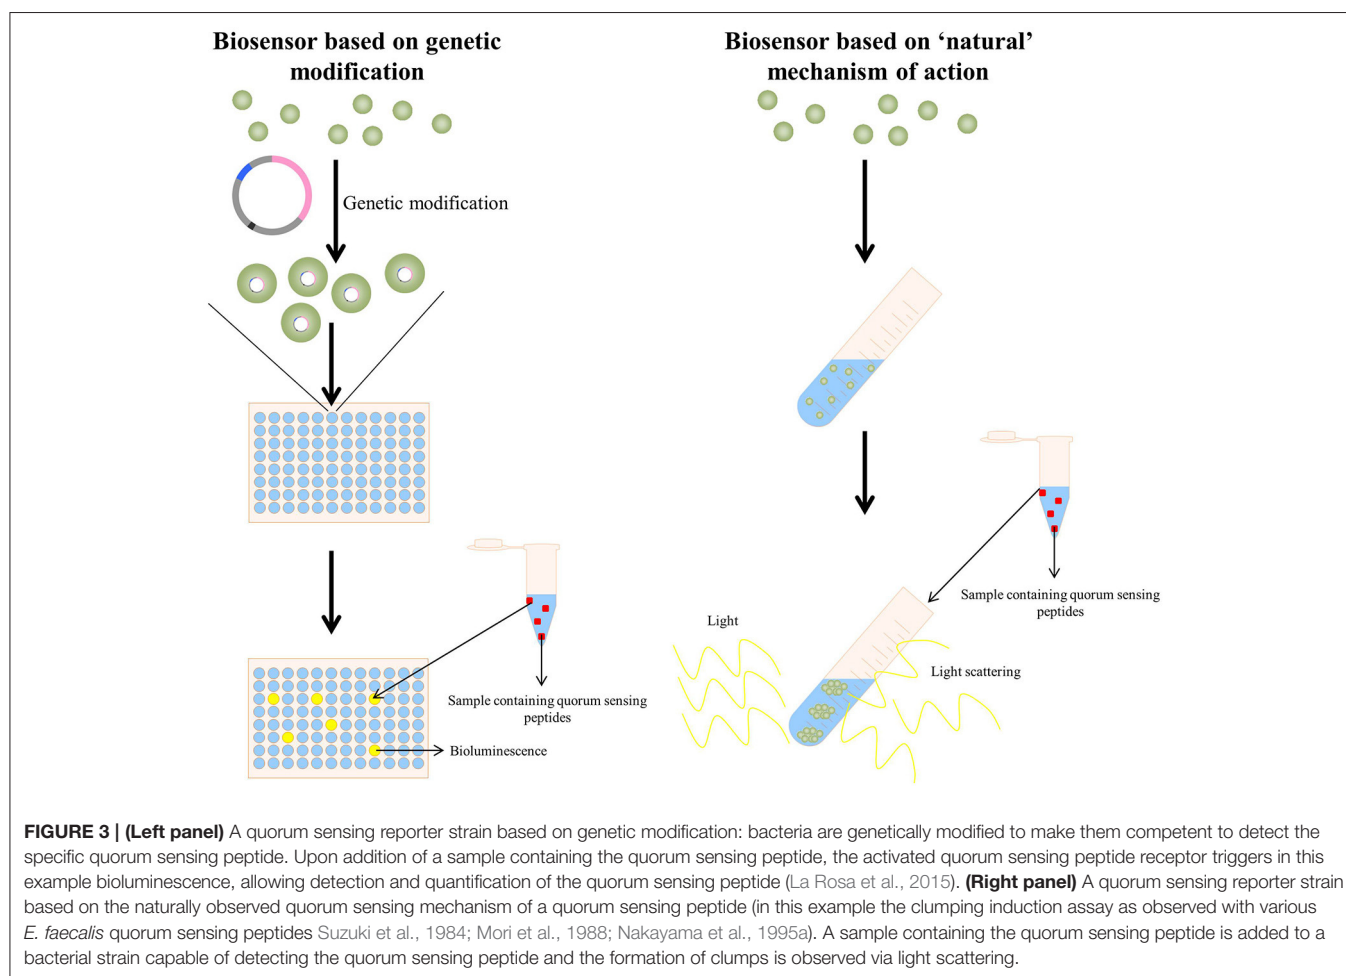 Biosensor based on genetic
modification
Genetic modification
Sample containing quorum sensing
peptides
Bioluminescence
Biosensor based on ‘natural’
mechanism of action
Sample containing quorum sensing
peptides
Light
Light scattering
FIGURE 3 | (Left panel) A quorum sensing reporter strain based on genetic modification: bacteria are genetically modified to make them competent to detect the
specific quorum sensing peptide. Upon addition of a sample containing the quorum sensing peptide, the activated quorum sensing peptide receptor triggers in this
example bioluminescence, allowing detection and quantification of the quorum sensing peptide (La Rosa et al., 2015). (Right panel) A quorum sensing reporter strain
based on the naturally observed quorum sensing mechanism of a quorum sensing peptide (in this example the clumping induction assay as observed with various
E. faecalis quorum sensing peptides Suzuki et al., 1984; Mori et al., 1988; Nakayama et al., 1995a). A sample containing the quorum sensing peptide is added to a
bacterial strain capable of detecting the quorum sensing peptide and the formation of clumps is observed via light scattering.